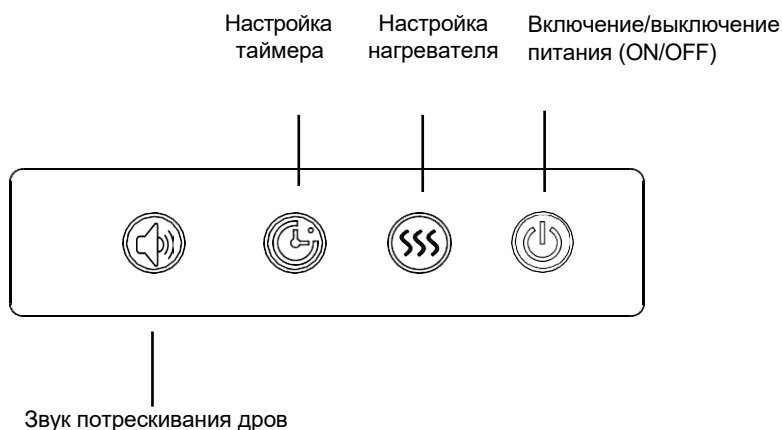 Настройка
таймера
Настройка
нагревателя
Включение/выключение
питания (ON/OFF)
Звук потрескивания дров